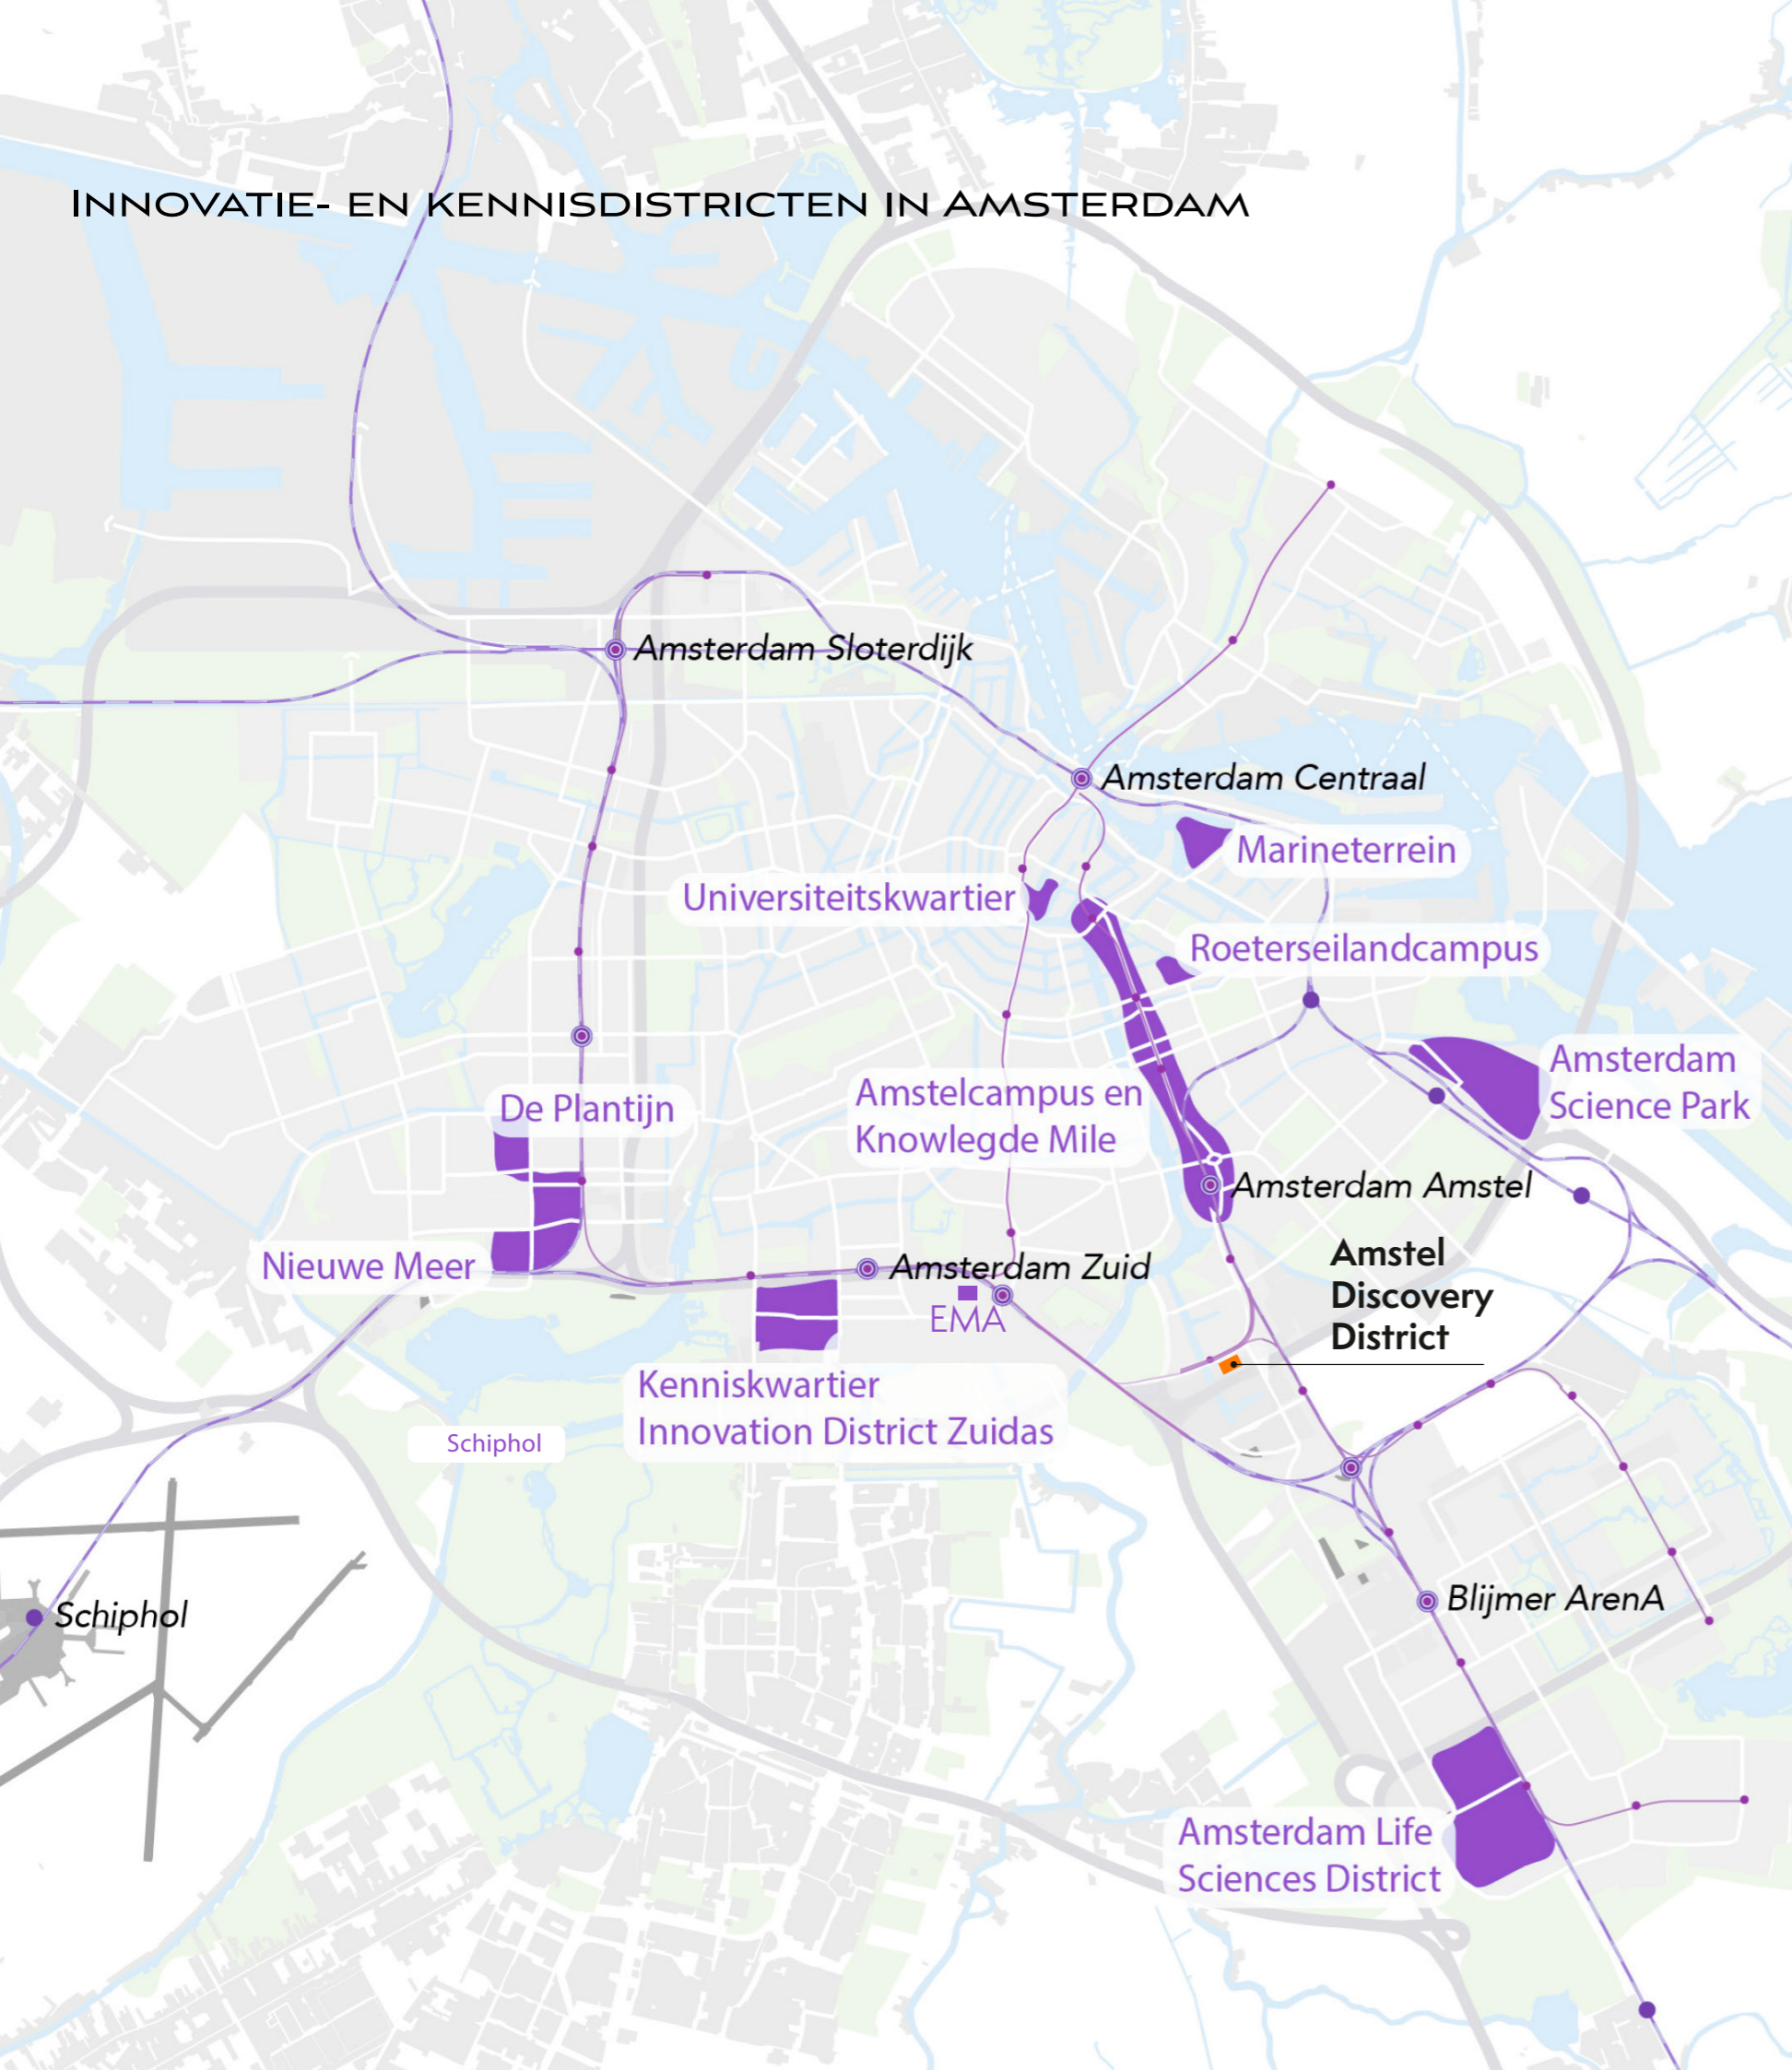 Innovatie- en kennisdistricten in Amsterdam
Amsterdam Sloterdijk
Amsterdam Centraal
Marineterrein
Universiteitskwartier
Roeterseilandcampus
Amsterdam
Science Park
De Plantijn
Amstelcampus en
Knowlegde Mile
Amsterdam Amstel
Nieuwe Meer
Amsterdam Zuid
EMA
Amstel
Discovery
District
Kenniskwartier
Innovation District Zuidas
Schiphol
Schiphol
Blijmer ArenA
Amsterdam Life
Sciences District